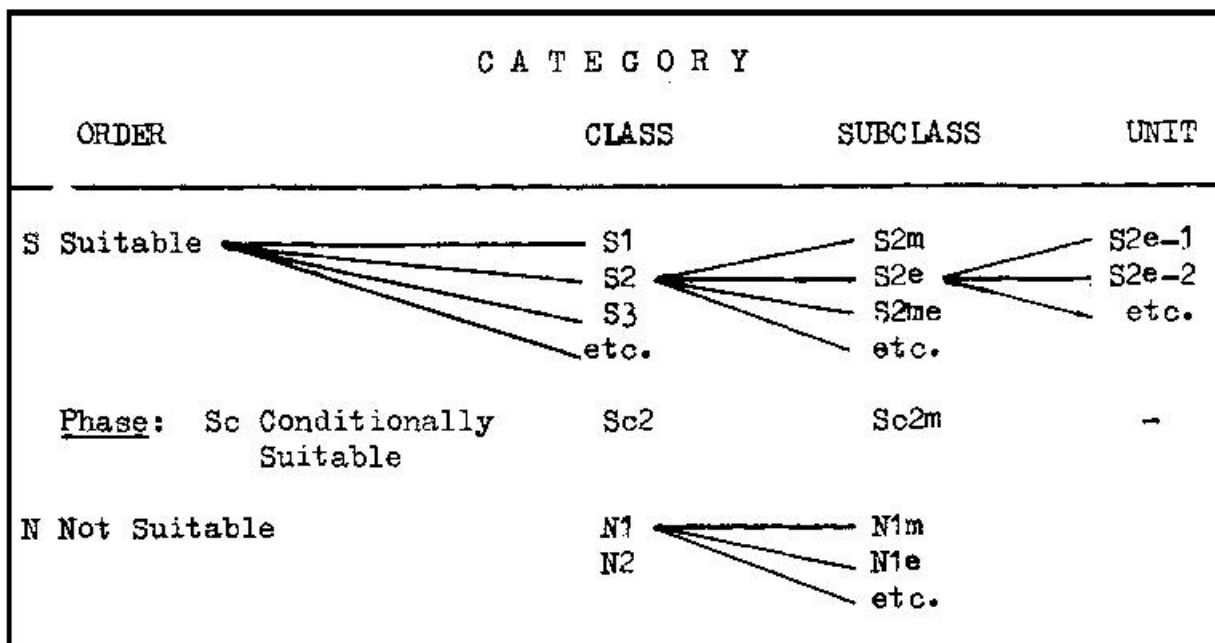 C A T E G O R Y
ORDER CLASS SUBCLASS UNIT
S Suitable S1 S2m S2e-1
S2 S2e S2e-2
S3 S2me etc.
etc. etc.
Phase: Sc Conditionally Sc2 Sc2m -
Suitable
N Not Suitable N1 N1m
N2 N1e
etc.